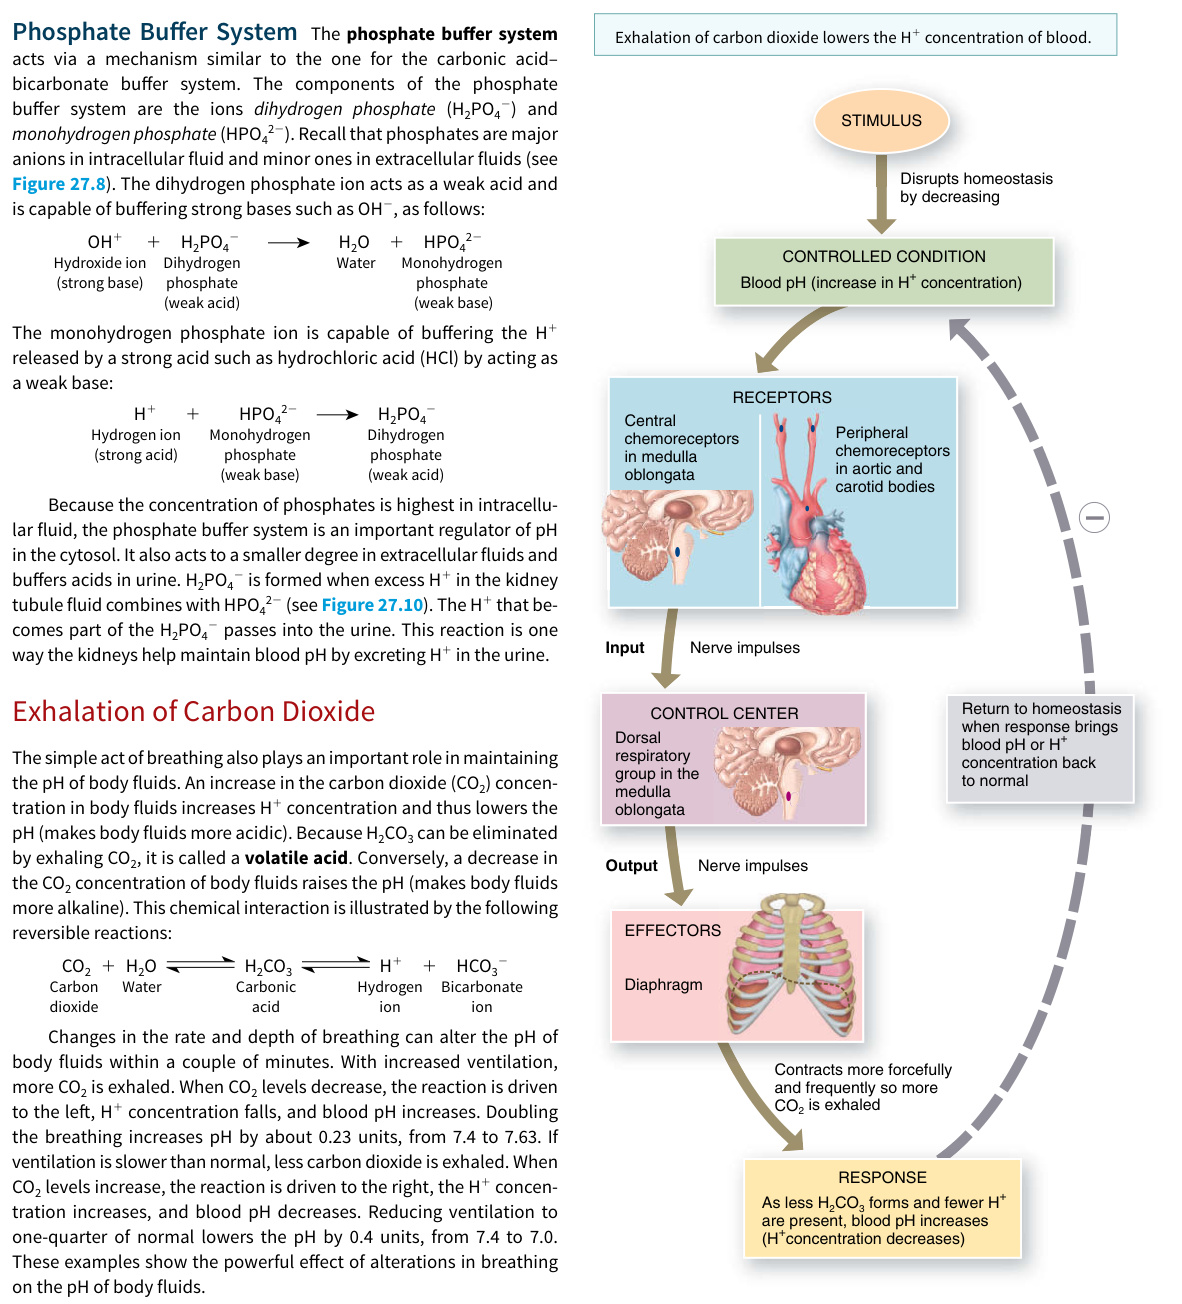 Phosphate Buffer System The phosphate buffer system
acts via a mechanism similar to the one for the carbonic acid–
bicarbonate buffer system. The components of the phosphate
buffer system are the ions dihydrogen phosphate (H₂PO₄⁻) and
monohydrogen phosphate (HPO₄²⁻). Recall that phosphates are major
anions in intracellular fluid and minor ones in extracellular fluids (see
Figure 27.8). The dihydrogen phosphate ion acts as a weak acid and
is capable of buffering strong bases such as OH⁻, as follows:
OH⁺ + H₂PO₄⁻ ⟶ H₂O + HPO₄²⁻
Hydroxide ion Dihydrogen Water Monohydrogen
(strong base) phosphate phosphate
(weak acid) (weak base)
The monohydrogen phosphate ion is capable of buffering the H⁺
released by a strong acid such as hydrochloric acid (HCl) by acting as
a weak base:
H⁺ + HPO₄²⁻ ⟶ H₂PO₄⁻
Hydrogen ion Monohydrogen Dihydrogen
(strong acid) phosphate phosphate
(weak base) (weak acid)
Because the concentration of phosphates is highest in intracellu-
lar fluid, the phosphate buffer system is an important regulator of pH
in the cytosol. It also acts to a smaller degree in extracellular fluids and
buffers acids in urine. H₂PO₄⁻ is formed when excess H⁺ in the kidney
tubule fluid combines with HPO₄²⁻ (see Figure 27.10). The H⁺ that be-
comes part of the H₂PO₄⁻ passes into the urine. This reaction is one
way the kidneys help maintain blood pH by excreting H⁺ in the urine.
Exhalation of Carbon Dioxide
The simple act of breathing also plays an important role in maintaining
the pH of body fluids. An increase in the carbon dioxide (CO₂) concen-
tration in body fluids increases H⁺ concentration and thus lowers the
pH (makes body fluids more acidic). Because H₂CO₃ can be eliminated
by exhaling CO₂, it is called a volatile acid. Conversely, a decrease in
the CO₂ concentration of body fluids raises the pH (makes body fluids
more alkaline). This chemical interaction is illustrated by the following
reversible reactions:
CO₂ + H₂O ⇌ H₂CO₃ ⇌ H⁺ + HCO₃⁻
Carbon Water Carbonic Hydrogen Bicarbonate
dioxide acid ion ion
Changes in the rate and depth of breathing can alter the pH of
body fluids within a couple of minutes. With increased ventilation,
more CO₂ is exhaled. When CO₂ levels decrease, the reaction is driven
to the left, H⁺ concentration falls, and blood pH increases. Doubling
the breathing increases pH by about 0.23 units, from 7.4 to 7.63. If
ventilation is slower than normal, less carbon dioxide is exhaled. When
CO₂ levels increase, the reaction is driven to the right, the H⁺ concen-
tration increases, and blood pH decreases. Reducing ventilation to
one-quarter of normal lowers the pH by 0.4 units, from 7.4 to 7.0.
These examples show the powerful effect of alterations in breathing
on the pH of body fluids.
Exhalation of carbon dioxide lowers the H⁺ concentration of blood.
STIMULUS
Disrupts homeostasis
by decreasing
CONTROLLED CONDITION
Blood pH (increase in H⁺ concentration)
RECEPTORS
Central
chemoreceptors
in medulla
oblongata
Peripheral
chemoreceptors
in aortic and
carotid bodies
Input Nerve impulses
CONTROL CENTER
Dorsal
respiratory
group in the
medulla
oblongata
Output Nerve impulses
EFFECTORS
Diaphragm
Contracts more forcefully
and frequently so more
CO₂ is exhaled
RESPONSE
As less H₂CO₃ forms and fewer H⁺
are present, blood pH increases
(H⁺concentration decreases)
−
Return to homeostasis
when response brings
blood pH or H⁺
concentration back
to normal